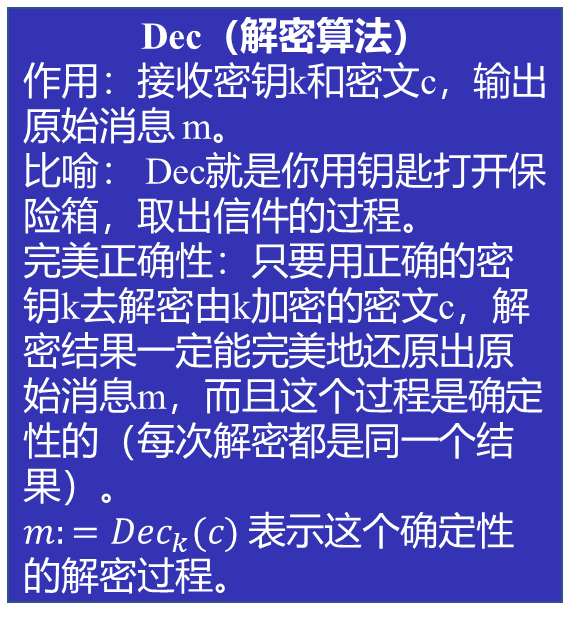 Dec（解密算法）
作用：接收密钥k和密文c，输出
原始消息 m。
比喻： Dec就是你用钥匙打开保
险箱，取出信件的过程。
完美正确性：只要用正确的密
钥k去解密由k加密的密文c，解
密结果一定能完美地还原出原
始消息m，而且这个过程是确定
性的（每次解密都是同一个结
果）。
m:= Dec_k(c) 表示这个确定性
的解密过程。